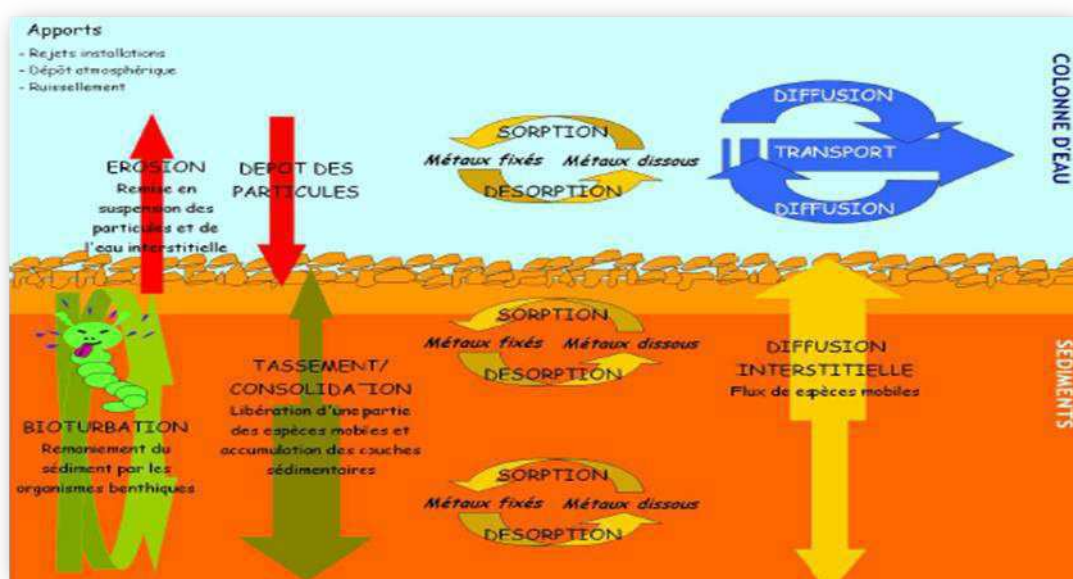 Apports
- Rejets installations
- Dépôt atmosphérique
- Ruissellement
EROSION
Remise en
suspension des
particules et de
l'eau interstitielle
DEPOT DES
PARTICULES
SORPTION
Métaux fixés Métaux dissous
DESORPTION
DIFFUSION
TRANSPORT
DIFFUSION
COLONNE D'EAU
BIOTURBATION
Remaniement du
sédiment par les
organismes benthiques
TASSEMENT/
CONSOLIDATION
Libération d'une partie
des espèces mobiles et
accumulation des couches
sédimentaires
SORPTION
Métaux fixés Métaux dissous
DESORPTION
SORPTION
Métaux fixés Métaux dissous
DESORPTION
DIFFUSION
INTERSTITIELLE
Flux de espèces mobiles
SEDIMENTS